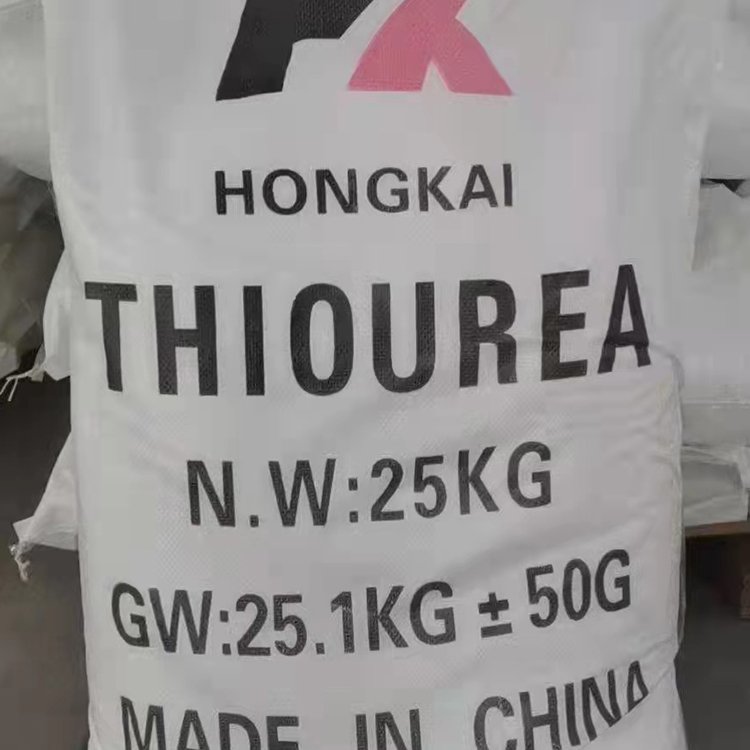 HONGKAI
THIOUREA
N.W:25KG
GW:25.1KG±50G
MADE IN CHINA